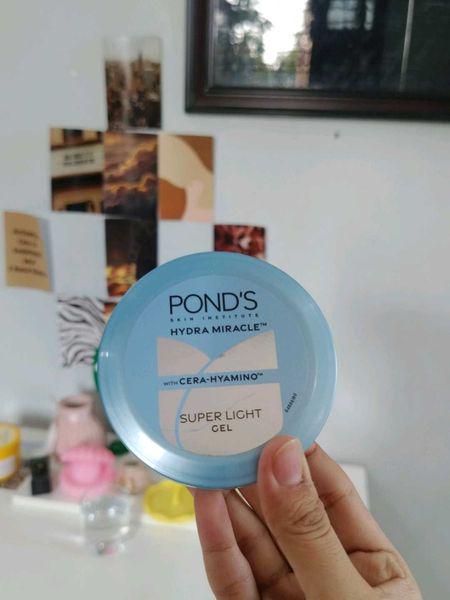 POND'S
SKIN INSTITUTE
HYDRA MIRACLE™
WITH CERA-HYAMINO™
SUPER LIGHT
GEL